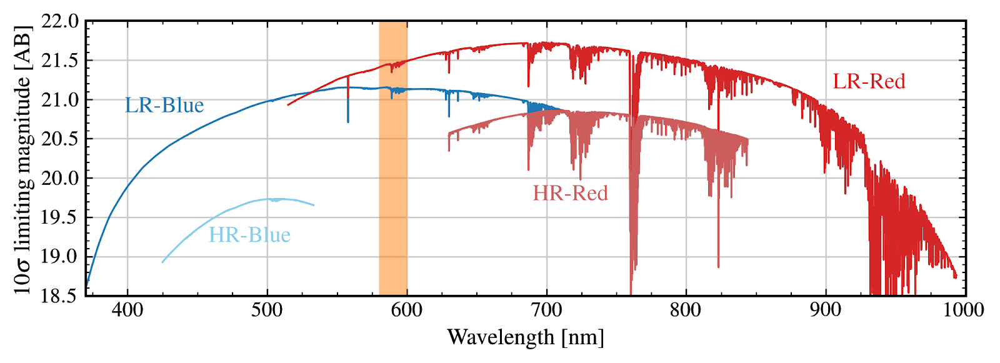 10σ limiting magnitude [AB]
22.0
21.5
21.0
20.5
20.0
19.5
19.0
18.5
LR-Blue
LR-Red
HR-Red
HR-Blue
400 500 600 700 800 900 1000
Wavelength [nm]